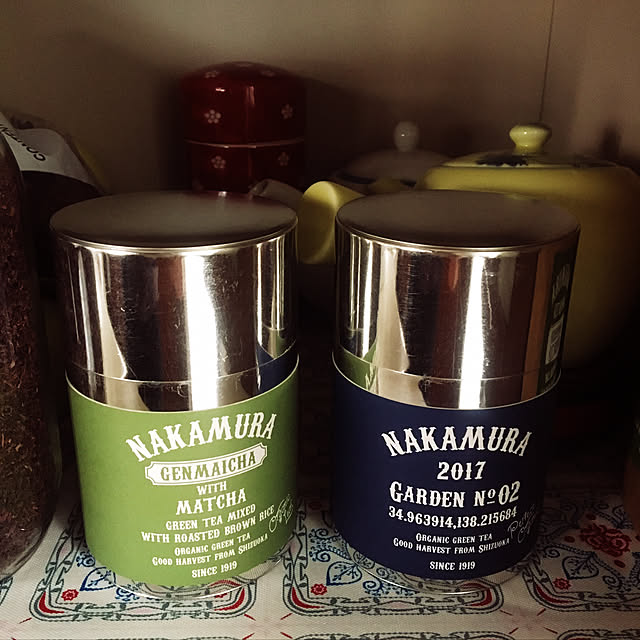 NAKAMURA
GENMAICHA
WITH
MATCHA
GREEN TEA MIXED
WITH ROASTED BROWN RICE
ORGANIC GREEN TEA
GOOD HARVEST FROM SHIZUOKA
SINCE 1919
NAKAMURA
2017
GARDEN Nº02
34.963914,138.215684
ORGANIC GREEN TEA
GOOD HARVEST FROM SHIZUOKA
SINCE 1919